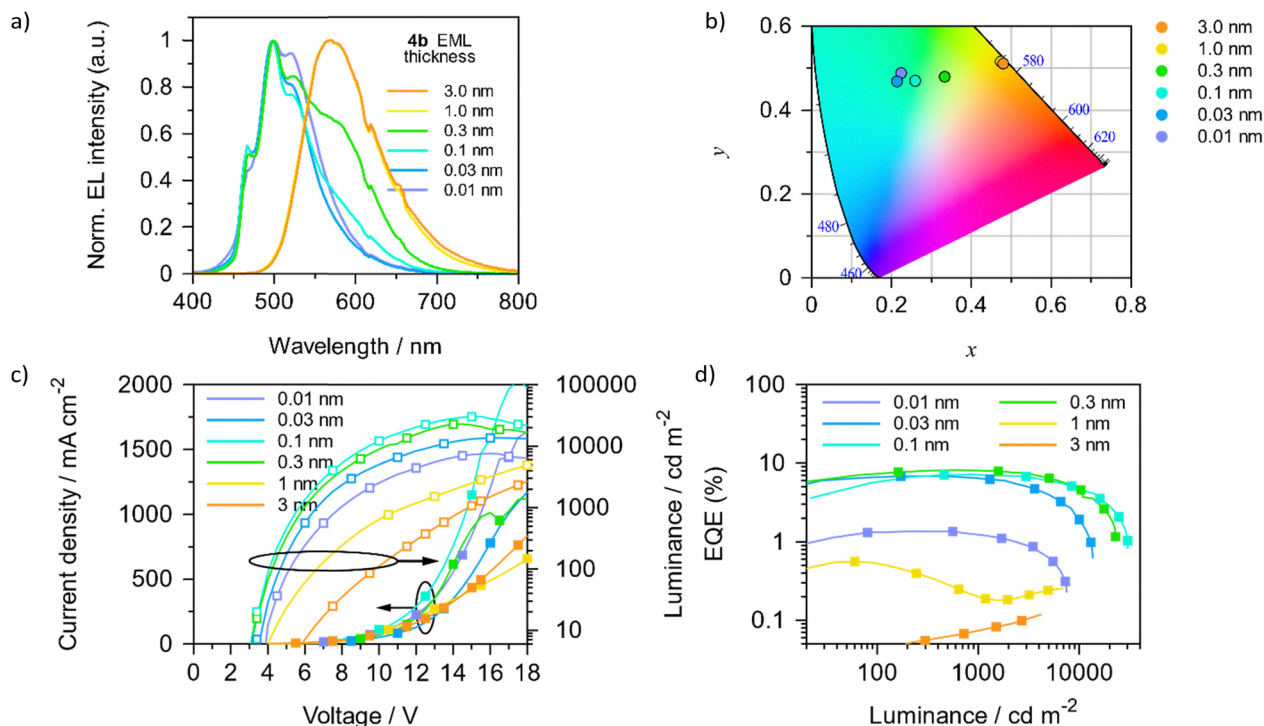 a)
Norm. EL intensity (a.u.)
1
0.8
0.6
0.4
0.2
0
400
500
600
700
800
Wavelength / nm
4b EML
thickness
3.0 nm
1.0 nm
0.3 nm
0.1 nm
0.03 nm
0.01 nm
b)
y
0.6
0.4
0.2
0
0
0.2
0.4
0.6
0.8
x
580
600
620
480
460
3.0 nm
1.0 nm
0.3 nm
0.1 nm
0.03 nm
0.01 nm
c)
Current density / mA cm⁻²
2000
1750
1500
1250
1000
750
500
250
0
0 2 4 6 8 10 12 14 16 18
Voltage / V
100000
10000
1000
100
10
Luminance / cd m⁻²
0.01 nm
0.03 nm
0.1 nm
0.3 nm
1 nm
3 nm
d)
EQE (%)
100
10
1
0.1
100
1000
10000
Luminance / cd m⁻²
0.01 nm
0.03 nm
0.1 nm
0.3 nm
1 nm
3 nm